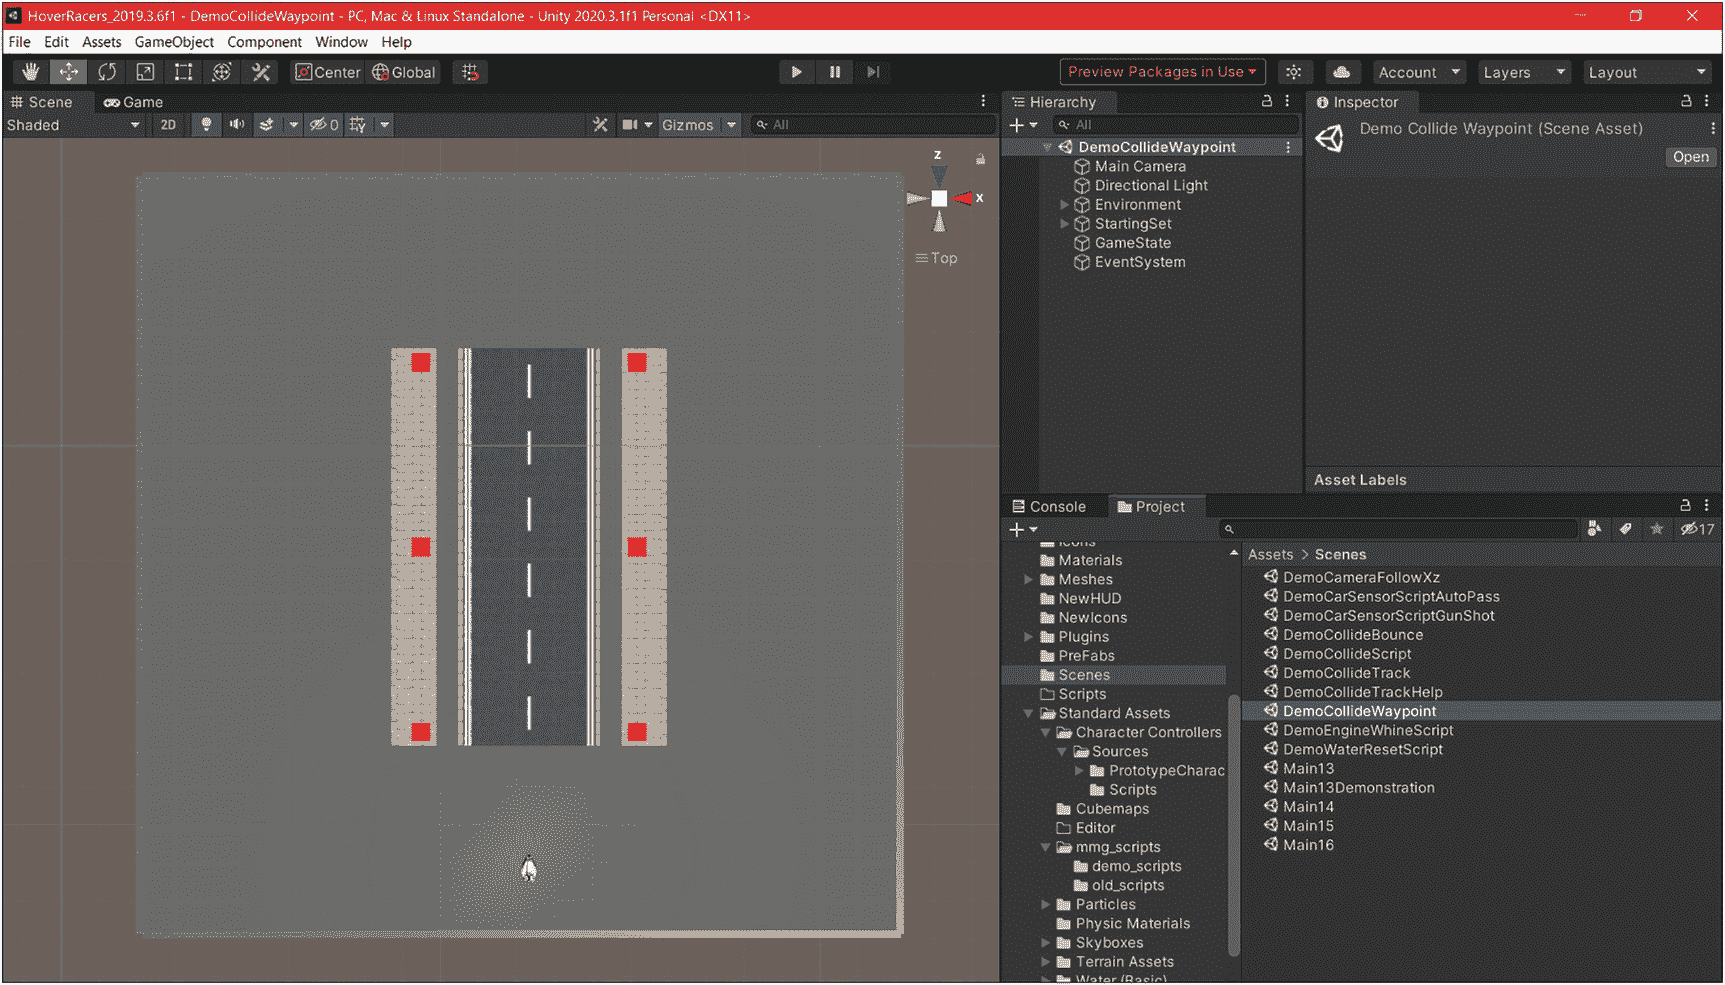 HoverRacers_2019.3.6f1 - DemoCollideWaypoint - PC, Mac & Linux Standalone - Unity 2020.3.1f1 Personal <DX11>
File Edit Assets GameObject Component Window Help
Center Global Preview Packages in Use Account Layers Layout
Scene Game
Shaded 2D 0 Gizmos All
z
x
Top
Hierarchy
All
DemoCollideWaypoint
Main Camera
Directional Light
Environment
StartingSet
GameState
EventSystem
Inspector
Demo Collide Waypoint (Scene Asset)
Open
Asset Labels
Console Project
17
Icons
Materials
Meshes
NewHUD
NewIcons
Plugins
PreFabs
Scenes
Scripts
Standard Assets
Character Controllers
Sources
PrototypeCharac
Scripts
Cubemaps
Editor
mmg_scripts
demo_scripts
old_scripts
Particles
Physic Materials
Skyboxes
Terrain Assets
Water (Basic)
Assets > Scenes
DemoCameraFollowXz
DemoCarSensorScriptAutoPass
DemoCarSensorScriptGunShot
DemoCollideBounce
DemoCollideScript
DemoCollideTrack
DemoCollideTrackHelp
DemoCollideWaypoint
DemoEngineWhineScript
DemoWaterResetScript
Main13
Main13Demonstration
Main14
Main15
Main16